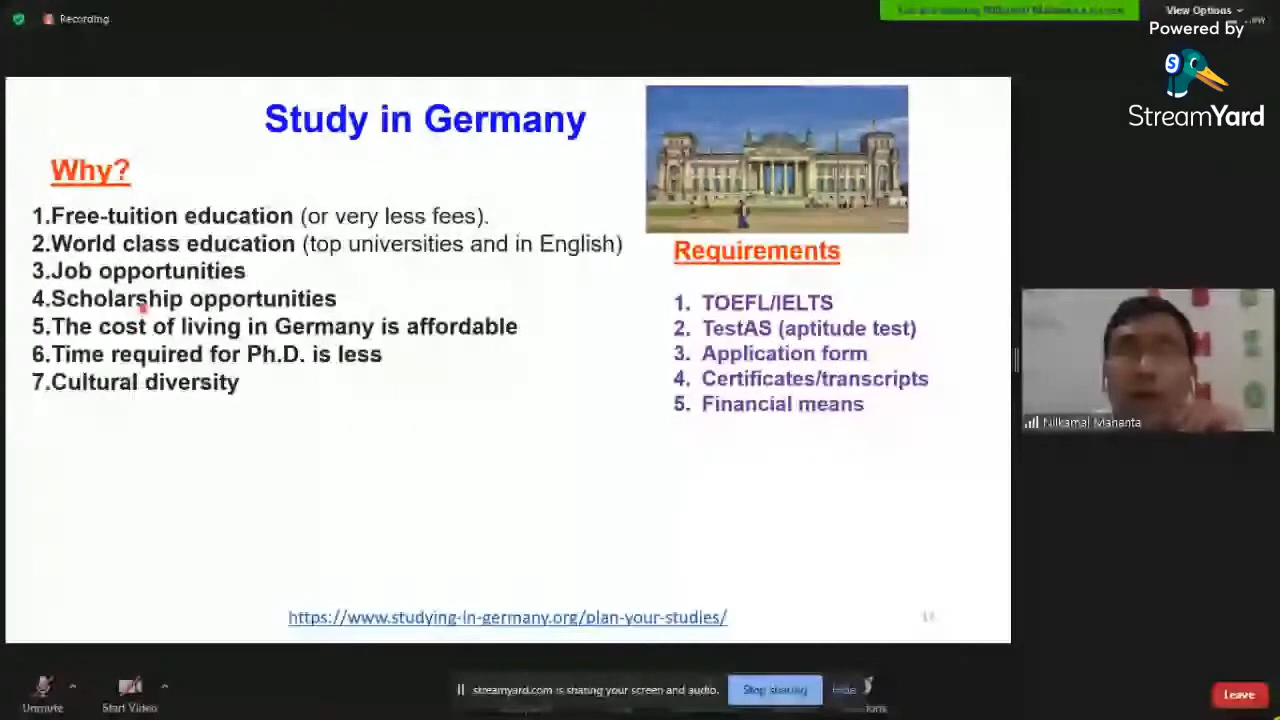 Recording
View Options
Powered by
StreamYard
Study in Germany
Why?
1.Free-tuition education (or very less fees).
2.World class education (top universities and in English)
3.Job opportunities
4.Scholarship opportunities
5.The cost of living in Germany is affordable
6.Time required for Ph.D. is less
7.Cultural diversity
Requirements
1. TOEFL/IELTS
2. TestAS (aptitude test)
3. Application form
4. Certificates/transcripts
5. Financial means
Nilkamal Mahanta
https://www.studying-in-germany.org/plan-your-studies/
Unmute
Start Video
streamyard.com is sharing your screen and audio.
Stop sharing
Hide
Leave